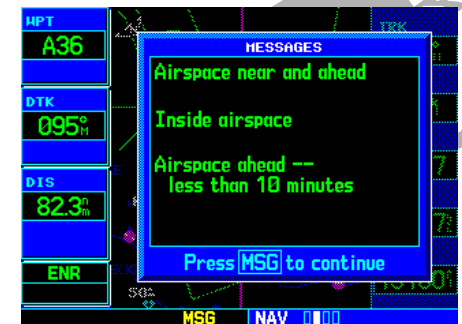 WPT
A36
DTK
095°M
DIS
82.3nm
ENR
TRK
MESSAGES
Airspace near and ahead
Inside airspace
Airspace ahead --
less than 10 minutes
Press MSG to continue
MSG
NAV